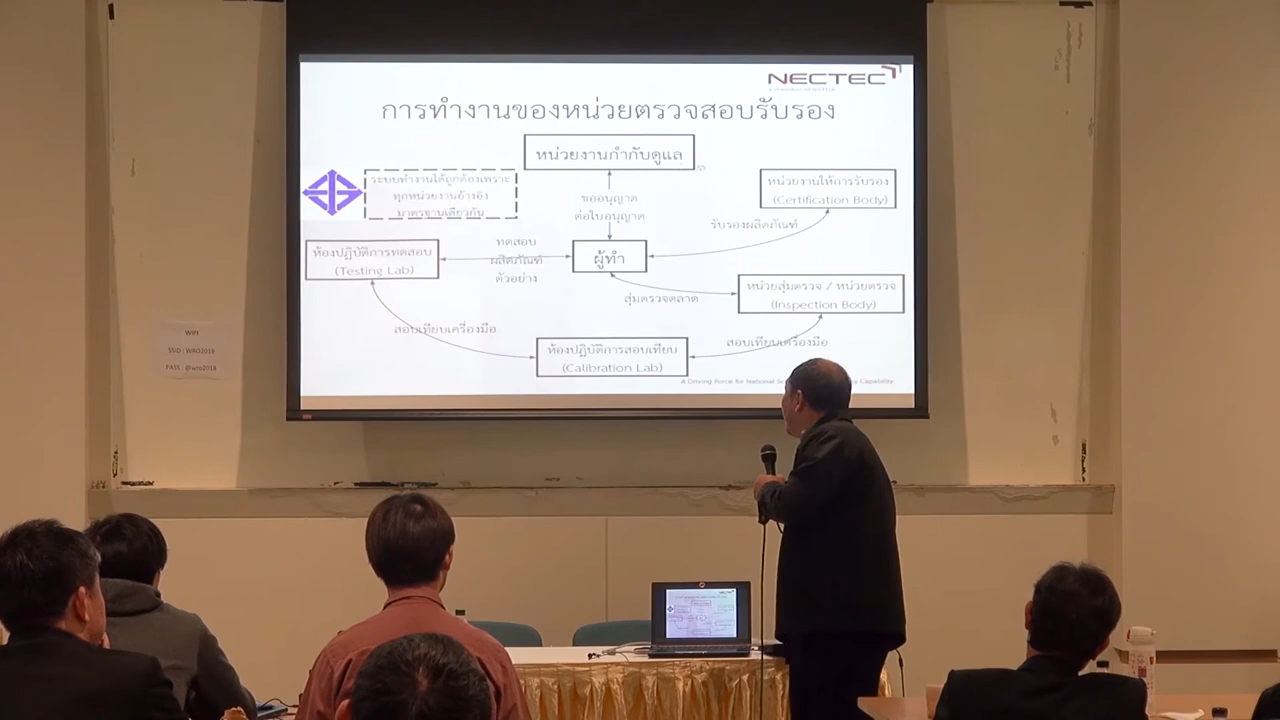 NECTEC
การทำงานของหน่วยตรวจสอบรับรอง
หน่วยงานกำกับดูแล
ระบบทำงานได้ถูกต้องเพราะ
ทุกหน่วยงานอ้างอิง
มาตรฐานเดียวกัน
หน่วยงานให้การรับรอง
(Certification Body)
ขออนุญาต
ต่อใบอนุญาต
รับรองผลิตภัณฑ์
ห้องปฏิบัติการทดสอบ
(Testing Lab)
ทดสอบ
ผลิตภัณฑ์
ตัวอย่าง
ผู้ทำ
หน่วยสุ่มตรวจ / หน่วยตรวจ
(Inspection Body)
สุ่มตรวจตลาด
สอบเทียบเครื่องมือ
สอบเทียบเครื่องมือ
ห้องปฏิบัติการสอบเทียบ
(Calibration Lab)
A Driving Force for National Capability
WIFI
SSID : WRO2018
PASS : @wro2018
NECTEC